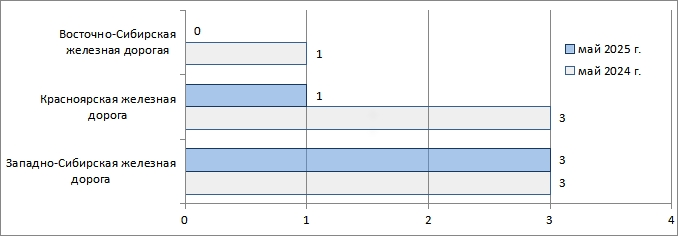 Восточно-Сибирская
железная дорогая
0
1
май 2025 г.
май 2024 г.
Красноярская железная
дорога
1
3
Западно-Сибирская железная
дорога
3
3
0 1 2 3 4